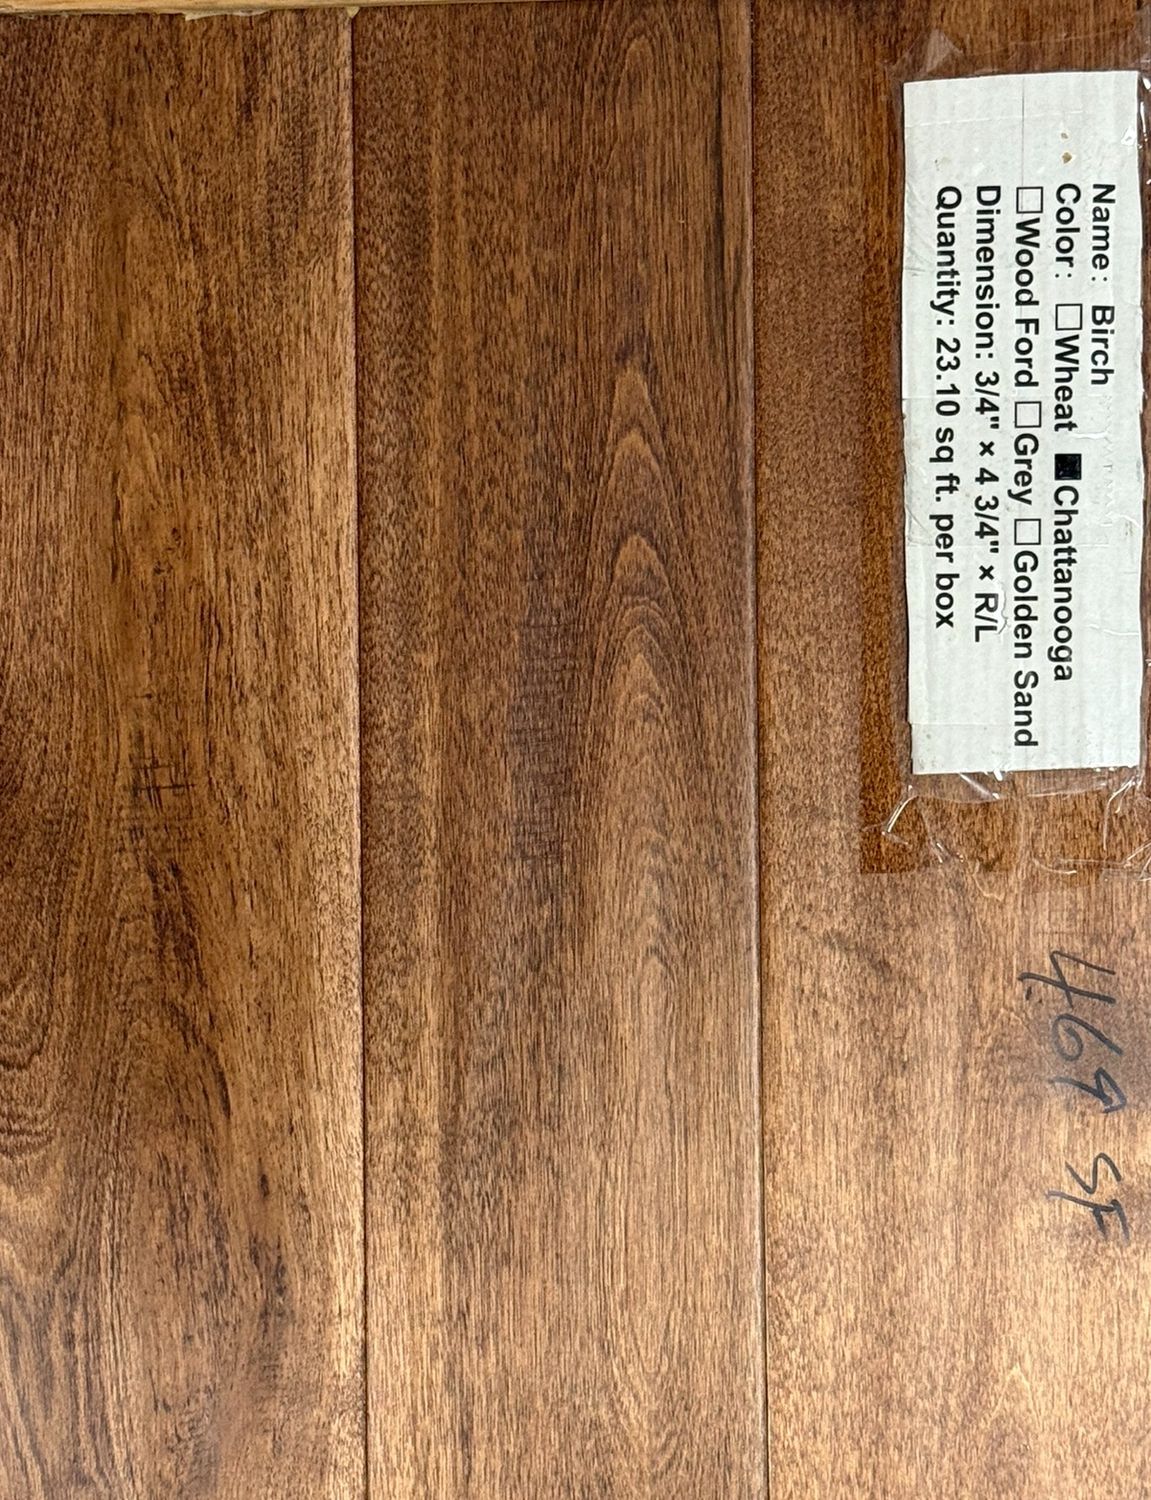 Name: Birch
Color: □Wheat ■Chattanooga
□Wood Ford □Grey □Golden Sand
Dimension: 3/4" × 4 3/4" × R/L
Quantity: 23.10 sq ft. per box
469 SF